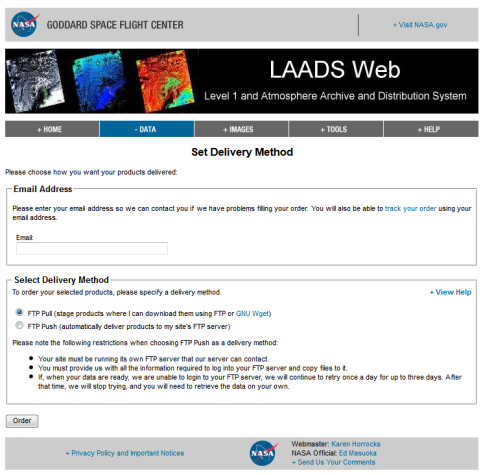 NASA
GODDARD SPACE FLIGHT CENTER
+ Visit NASA.gov
LAADS Web
Level 1 and Atmosphere Archive and Distribution System
+ HOME
- DATA
+ IMAGES
+ TOOLS
+ HELP
Set Delivery Method
Please choose how you want your products delivered:
Email Address
Please enter your email address so we can contact you if we have problems filling your order. You will also be able to track your order using your
email address.
Email:
Select Delivery Method
To order your selected products, please specify a delivery method.
+ View Help
FTP Pull (stage products where I can download them using FTP or GNU Wget)
FTP Push (automatically deliver products to my site's FTP server)
Please note the following restrictions when choosing FTP Push as a delivery method:
• Your site must be running its own FTP server that our server can contact.
• You must provide us with all the information required to log into your FTP server and copy files to it.
• If, when your data are ready, we are unable to login to your FTP server, we will continue to retry once a day for up to three days. After
that time, we will stop trying, and you will need to retrieve the data on your own.
Order
+ Privacy Policy and Important Notices
NASA
Webmaster: Karen Horrocks
NASA Official: Ed Masuoka
+ Send Us Your Comments